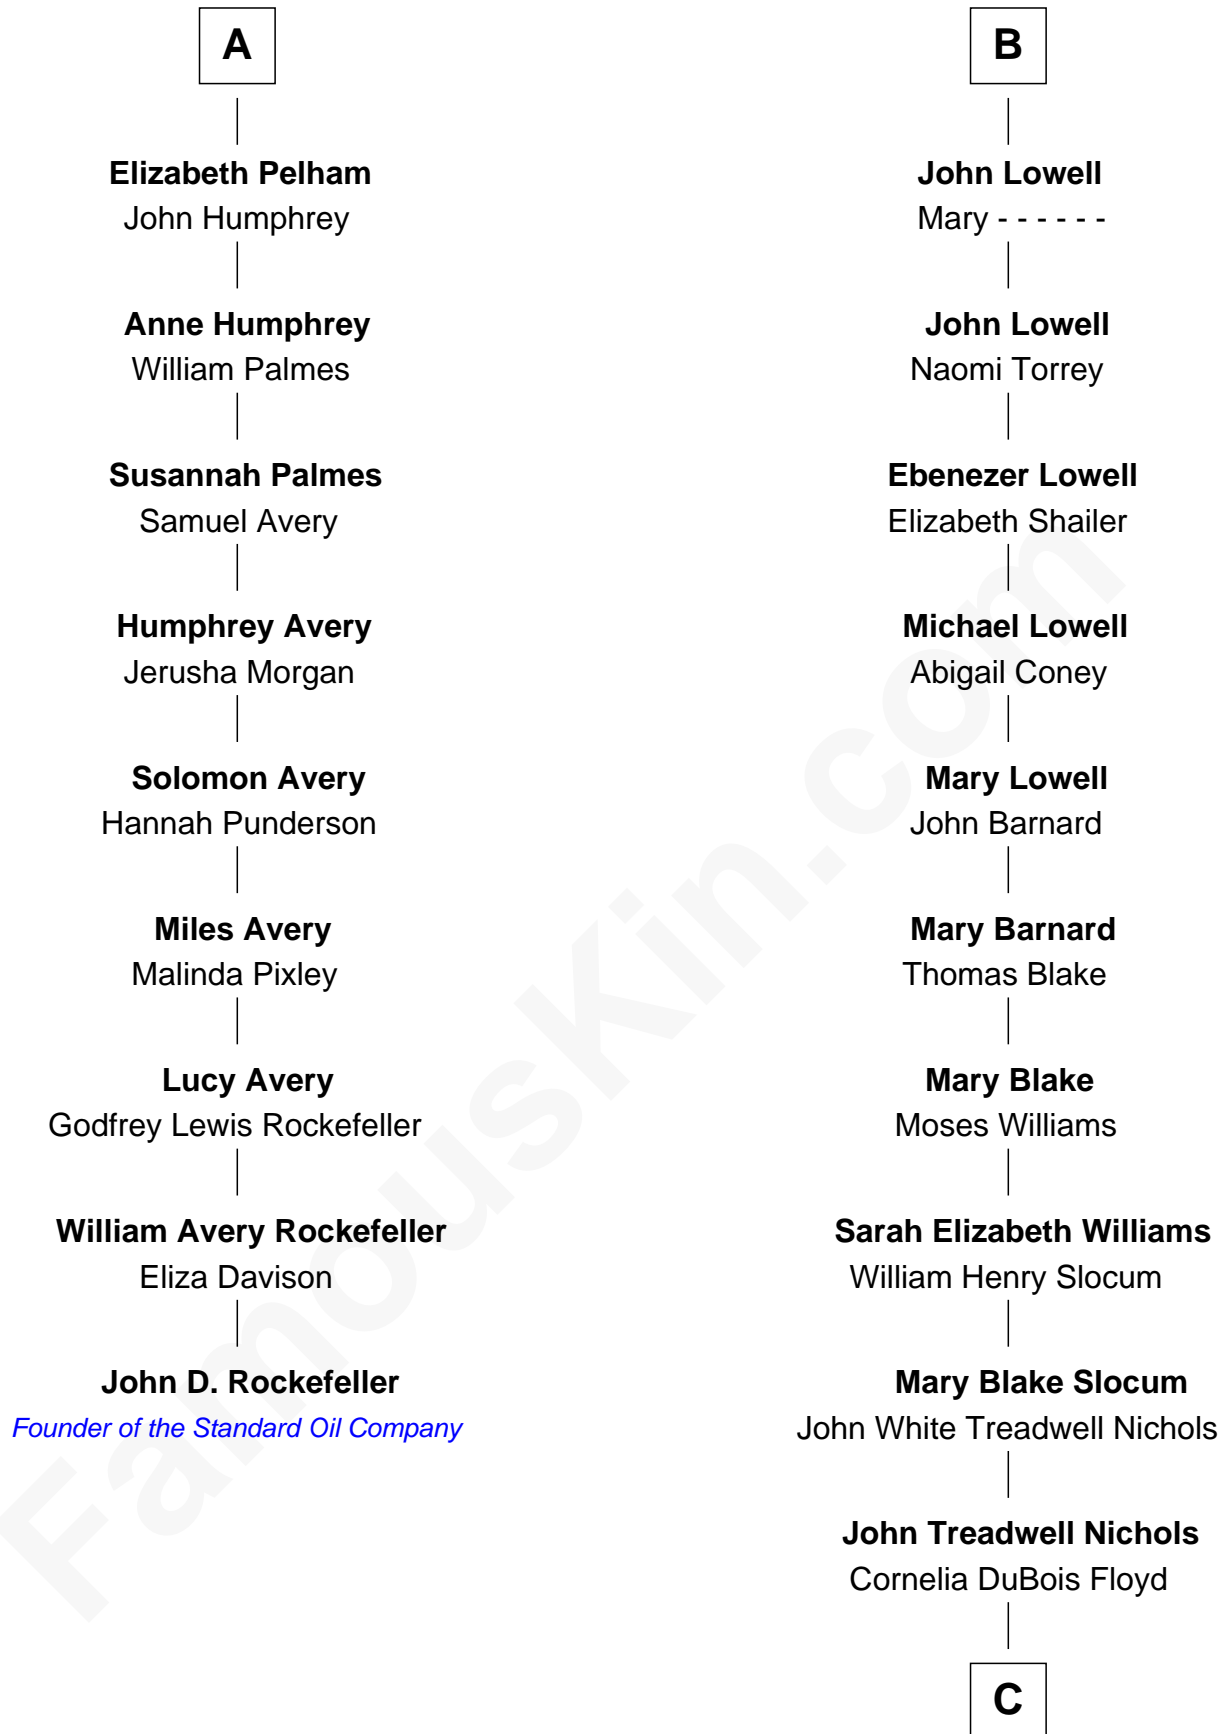 A
Elizabeth Pelham
John Humphrey
Anne Humphrey
William Palmes
Susannah Palmes
Samuel Avery
Humphrey Avery
Jerusha Morgan
Solomon Avery
Hannah Punderson
Miles Avery
Malinda Pixley
Lucy Avery
Godfrey Lewis Rockefeller
William Avery Rockefeller
Eliza Davison
John D. Rockefeller
Founder of the Standard Oil Company
B
John Lowell
Mary - - - - - -
John Lowell
Naomi Torrey
Ebenezer Lowell
Elizabeth Shailer
Michael Lowell
Abigail Coney
Mary Lowell
John Barnard
Mary Barnard
Thomas Blake
Mary Blake
Moses Williams
Sarah Elizabeth Williams
William Henry Slocum
Mary Blake Slocum
John White Treadwell Nichols
John Treadwell Nichols
Cornelia DuBois Floyd
C
FamousKin.com